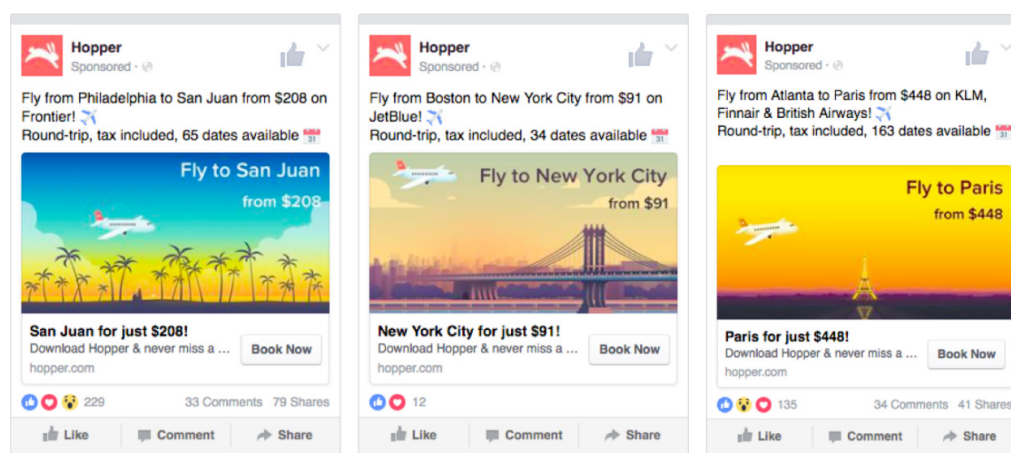 Hopper
Sponsored ·
Fly from Philadelphia to San Juan from $208 on
Frontier! ✈️
Round-trip, tax included, 65 dates available 📅
Fly to San Juan
from $208
San Juan for just $208!
Download Hopper & never miss a ...
Book Now
hopper.com
229
33 Comments 79 Shares
Like
Comment
Share
Hopper
Sponsored ·
Fly from Boston to New York City from $91 on
JetBlue! ✈️
Round-trip, tax included, 34 dates available 📅
Fly to New York City
from $91
New York City for just $91!
Download Hopper & never miss a ...
Book Now
hopper.com
12
Like
Comment
Share
Hopper
Sponsored ·
Fly from Atlanta to Paris from $448 on KLM,
Finnair & British Airways! ✈️
Round-trip, tax included, 163 dates available 📅
Fly to Paris
from $448
Paris for just $448!
Download Hopper & never miss a ...
Book Now
hopper.com
135
34 Comments 41 Shares
Like
Comment
Share